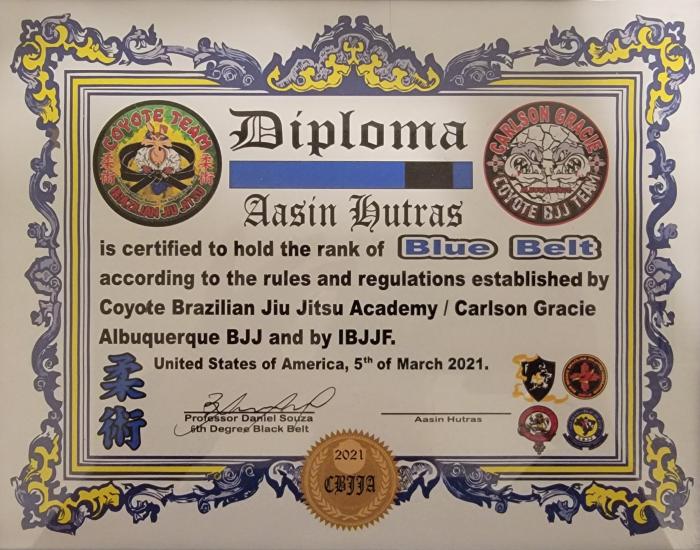 COYOTE TEAM
BRAZILIAN JIU JITSU
柔術
柔術
Diploma
CARLSON GRACIE
COYOTE BJJ TEAM
Aasin Hutras
is certified to hold the rank of Blue Belt
according to the rules and regulations established by
Coyote Brazilian Jiu Jitsu Academy / Carlson Gracie
Albuquerque BJJ and by IBJJF.
柔術
United States of America, 5th of March 2021.
Professor Daniel Souza
6th Degree Black Belt
Aasin Hutras
2021
CBJJA